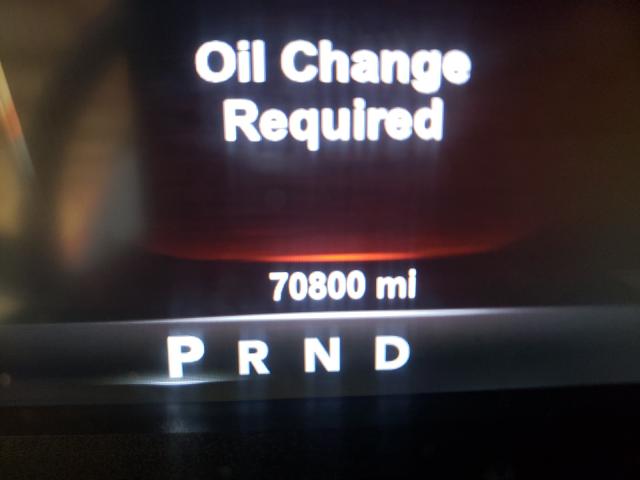 Oil Change
Required
70800 mi
P R N D